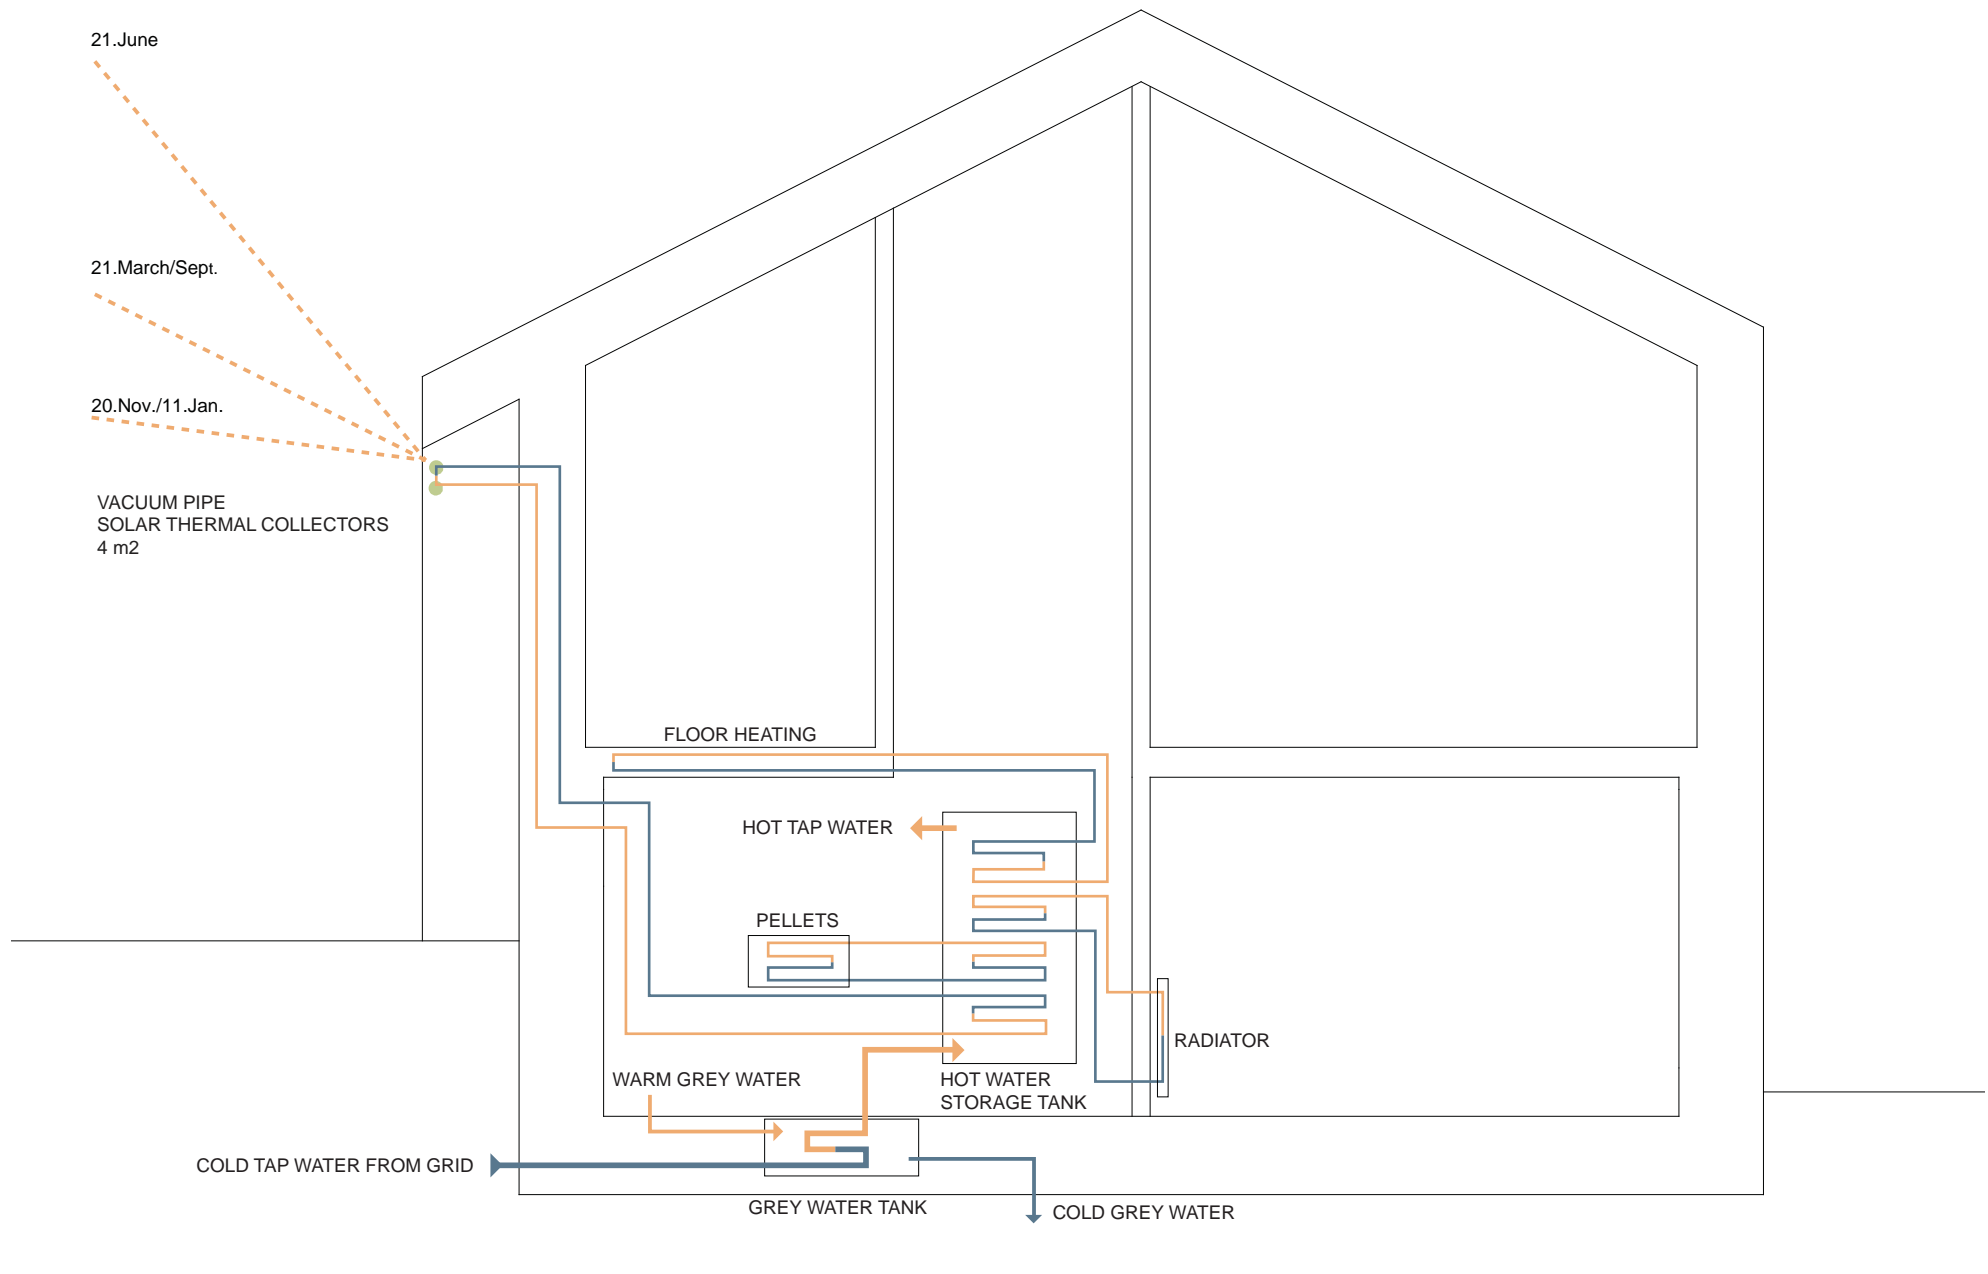 21.June
21.March/Sept.
20.Nov./11.Jan.
VACUUM PIPE
SOLAR THERMAL COLLECTORS
4 m2
FLOOR HEATING
HOT TAP WATER
PELLETS
RADIATOR
WARM GREY WATER
HOT WATER
STORAGE TANK
COLD TAP WATER FROM GRID
GREY WATER TANK
COLD GREY WATER